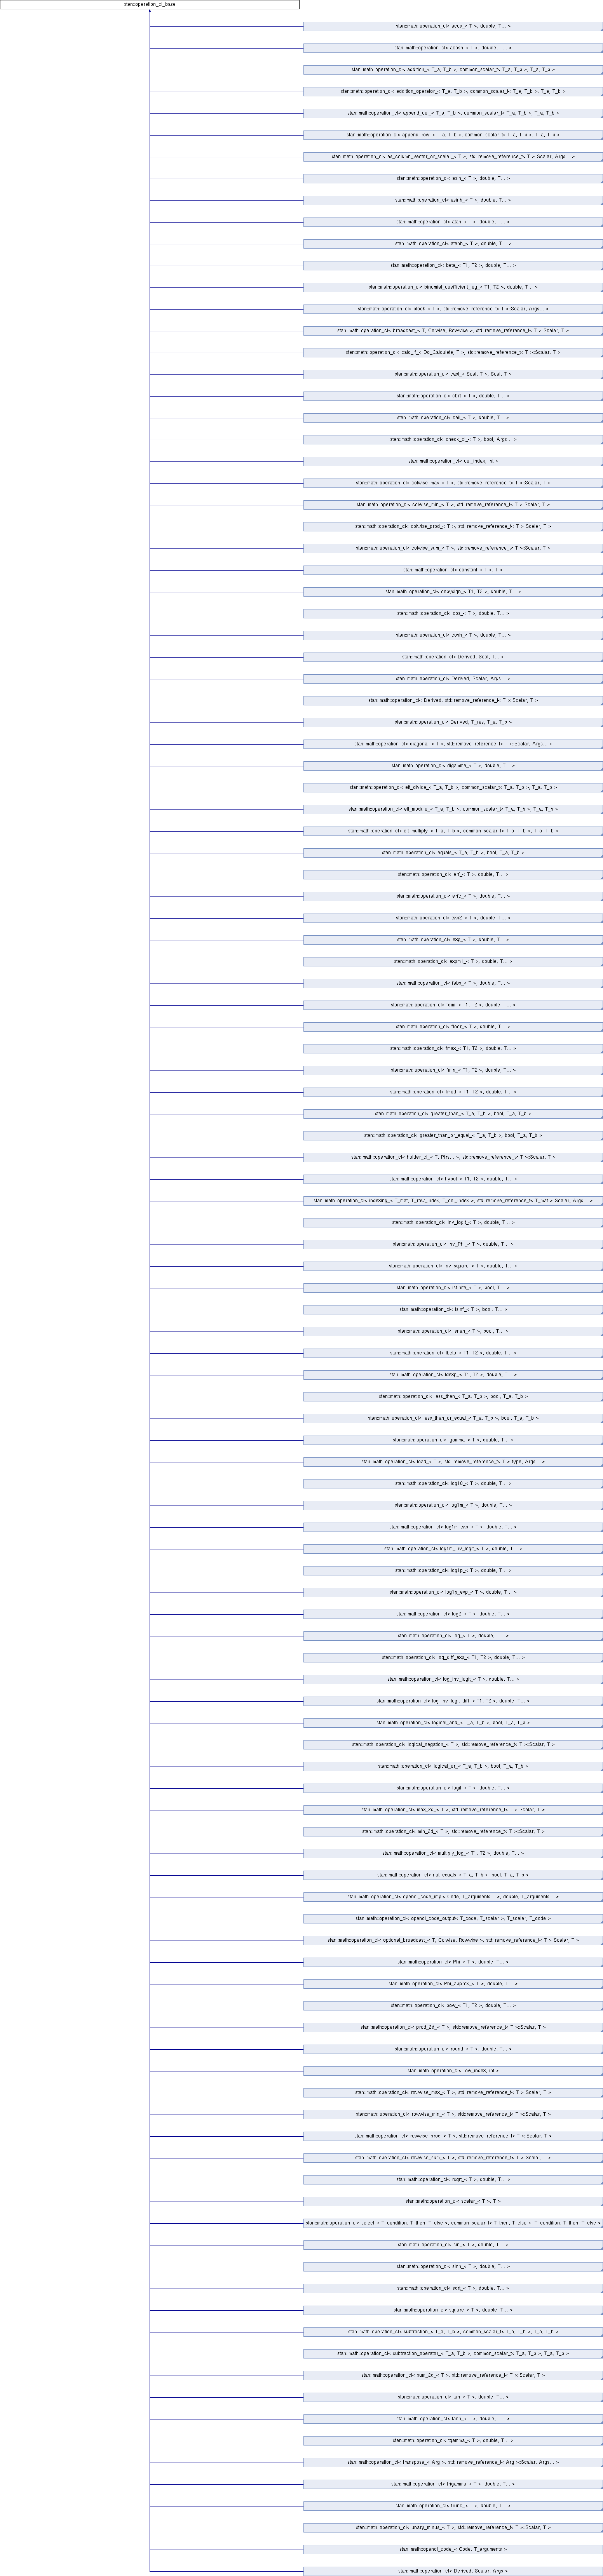 stan::operation_cl_base
stan::math::operation_cl< acos_< T >, double, T... >
stan::math::operation_cl< acosh_< T >, double, T... >
stan::math::operation_cl< addition_< T_a, T_b >, common_scalar_t< T_a, T_b >, T_a, T_b >
stan::math::operation_cl< addition_operator_< T_a, T_b >, common_scalar_t< T_a, T_b >, T_a, T_b >
stan::math::operation_cl< append_col_< T_a, T_b >, common_scalar_t< T_a, T_b >, T_a, T_b >
stan::math::operation_cl< append_row_< T_a, T_b >, common_scalar_t< T_a, T_b >, T_a, T_b >
stan::math::operation_cl< as_column_vector_or_scalar_< T >, std::remove_reference_t< T >::Scalar, Args... >
stan::math::operation_cl< asin_< T >, double, T... >
stan::math::operation_cl< asinh_< T >, double, T... >
stan::math::operation_cl< atan_< T >, double, T... >
stan::math::operation_cl< atanh_< T >, double, T... >
stan::math::operation_cl< beta_< T1, T2 >, double, T... >
stan::math::operation_cl< binomial_coefficient_log_< T1, T2 >, double, T... >
stan::math::operation_cl< block_< T >, std::remove_reference_t< T >::Scalar, Args... >
stan::math::operation_cl< broadcast_< T, Colwise, Rowwise >, std::remove_reference_t< T >::Scalar, T >
stan::math::operation_cl< calc_if_< Do_Calculate, T >, std::remove_reference_t< T >::Scalar, T >
stan::math::operation_cl< cast_< Scal, T >, Scal, T >
stan::math::operation_cl< cbrt_< T >, double, T... >
stan::math::operation_cl< ceil_< T >, double, T... >
stan::math::operation_cl< check_cl_< T >, bool, Args... >
stan::math::operation_cl< col_index, int >
stan::math::operation_cl< colwise_max_< T >, std::remove_reference_t< T >::Scalar, T >
stan::math::operation_cl< colwise_min_< T >, std::remove_reference_t< T >::Scalar, T >
stan::math::operation_cl< colwise_prod_< T >, std::remove_reference_t< T >::Scalar, T >
stan::math::operation_cl< colwise_sum_< T >, std::remove_reference_t< T >::Scalar, T >
stan::math::operation_cl< constant_< T >, T >
stan::math::operation_cl< copysign_< T1, T2 >, double, T... >
stan::math::operation_cl< cos_< T >, double, T... >
stan::math::operation_cl< cosh_< T >, double, T... >
stan::math::operation_cl< Derived, Scal, T... >
stan::math::operation_cl< Derived, Scalar, Args... >
stan::math::operation_cl< Derived, std::remove_reference_t< T >::Scalar, T >
stan::math::operation_cl< Derived, T_res, T_a, T_b >
stan::math::operation_cl< diagonal_< T >, std::remove_reference_t< T >::Scalar, Args... >
stan::math::operation_cl< digamma_< T >, double, T... >
stan::math::operation_cl< elt_divide_< T_a, T_b >, common_scalar_t< T_a, T_b >, T_a, T_b >
stan::math::operation_cl< elt_modulo_< T_a, T_b >, common_scalar_t< T_a, T_b >, T_a, T_b >
stan::math::operation_cl< elt_multiply_< T_a, T_b >, common_scalar_t< T_a, T_b >, T_a, T_b >
stan::math::operation_cl< equals_< T_a, T_b >, bool, T_a, T_b >
stan::math::operation_cl< erf_< T >, double, T... >
stan::math::operation_cl< erfc_< T >, double, T... >
stan::math::operation_cl< exp2_< T >, double, T... >
stan::math::operation_cl< exp_< T >, double, T... >
stan::math::operation_cl< expm1_< T >, double, T... >
stan::math::operation_cl< fabs_< T >, double, T... >
stan::math::operation_cl< fdim_< T1, T2 >, double, T... >
stan::math::operation_cl< floor_< T >, double, T... >
stan::math::operation_cl< fmax_< T1, T2 >, double, T... >
stan::math::operation_cl< fmin_< T1, T2 >, double, T... >
stan::math::operation_cl< fmod_< T1, T2 >, double, T... >
stan::math::operation_cl< greater_than_< T_a, T_b >, bool, T_a, T_b >
stan::math::operation_cl< greater_than_or_equal_< T_a, T_b >, bool, T_a, T_b >
stan::math::operation_cl< holder_cl_< T, Ptrs... >, std::remove_reference_t< T >::Scalar, T >
stan::math::operation_cl< hypot_< T1, T2 >, double, T... >
stan::math::operation_cl< indexing_< T_mat, T_row_index, T_col_index >, std::remove_reference_t< T_mat >::Scalar, Args... >
stan::math::operation_cl< inv_logit_< T >, double, T... >
stan::math::operation_cl< inv_Phi_< T >, double, T... >
stan::math::operation_cl< inv_square_< T >, double, T... >
stan::math::operation_cl< isfinite_< T >, bool, T... >
stan::math::operation_cl< isinf_< T >, bool, T... >
stan::math::operation_cl< isnan_< T >, bool, T... >
stan::math::operation_cl< lbeta_< T1, T2 >, double, T... >
stan::math::operation_cl< ldexp_< T1, T2 >, double, T... >
stan::math::operation_cl< less_than_< T_a, T_b >, bool, T_a, T_b >
stan::math::operation_cl< less_than_or_equal_< T_a, T_b >, bool, T_a, T_b >
stan::math::operation_cl< lgamma_< T >, double, T... >
stan::math::operation_cl< load_< T >, std::remove_reference_t< T >::type, Args... >
stan::math::operation_cl< log10_< T >, double, T... >
stan::math::operation_cl< log1m_< T >, double, T... >
stan::math::operation_cl< log1m_exp_< T >, double, T... >
stan::math::operation_cl< log1m_inv_logit_< T >, double, T... >
stan::math::operation_cl< log1p_< T >, double, T... >
stan::math::operation_cl< log1p_exp_< T >, double, T... >
stan::math::operation_cl< log2_< T >, double, T... >
stan::math::operation_cl< log_< T >, double, T... >
stan::math::operation_cl< log_diff_exp_< T1, T2 >, double, T... >
stan::math::operation_cl< log_inv_logit_< T >, double, T... >
stan::math::operation_cl< log_inv_logit_diff_< T1, T2 >, double, T... >
stan::math::operation_cl< logical_and_< T_a, T_b >, bool, T_a, T_b >
stan::math::operation_cl< logical_negation_< T >, std::remove_reference_t< T >::Scalar, T >
stan::math::operation_cl< logical_or_< T_a, T_b >, bool, T_a, T_b >
stan::math::operation_cl< logit_< T >, double, T... >
stan::math::operation_cl< max_2d_< T >, std::remove_reference_t< T >::Scalar, T >
stan::math::operation_cl< min_2d_< T >, std::remove_reference_t< T >::Scalar, T >
stan::math::operation_cl< multiply_log_< T1, T2 >, double, T... >
stan::math::operation_cl< not_equals_< T_a, T_b >, bool, T_a, T_b >
stan::math::operation_cl< opencl_code_impl< Code, T_arguments... >, double, T_arguments... >
stan::math::operation_cl< opencl_code_output< T_code, T_scalar >, T_scalar, T_code >
stan::math::operation_cl< optional_broadcast_< T, Colwise, Rowwise >, std::remove_reference_t< T >::Scalar, T >
stan::math::operation_cl< Phi_< T >, double, T... >
stan::math::operation_cl< Phi_approx_< T >, double, T... >
stan::math::operation_cl< pow_< T1, T2 >, double, T... >
stan::math::operation_cl< prod_2d_< T >, std::remove_reference_t< T >::Scalar, T >
stan::math::operation_cl< round_< T >, double, T... >
stan::math::operation_cl< row_index, int >
stan::math::operation_cl< rowwise_max_< T >, std::remove_reference_t< T >::Scalar, T >
stan::math::operation_cl< rowwise_min_< T >, std::remove_reference_t< T >::Scalar, T >
stan::math::operation_cl< rowwise_prod_< T >, std::remove_reference_t< T >::Scalar, T >
stan::math::operation_cl< rowwise_sum_< T >, std::remove_reference_t< T >::Scalar, T >
stan::math::operation_cl< rsqrt_< T >, double, T... >
stan::math::operation_cl< scalar_< T >, T >
stan::math::operation_cl< select_< T_condition, T_then, T_else >, common_scalar_t< T_then, T_else >, T_condition, T_then, T_else >
stan::math::operation_cl< sin_< T >, double, T... >
stan::math::operation_cl< sinh_< T >, double, T... >
stan::math::operation_cl< sqrt_< T >, double, T... >
stan::math::operation_cl< square_< T >, double, T... >
stan::math::operation_cl< subtraction_< T_a, T_b >, common_scalar_t< T_a, T_b >, T_a, T_b >
stan::math::operation_cl< subtraction_operator_< T_a, T_b >, common_scalar_t< T_a, T_b >, T_a, T_b >
stan::math::operation_cl< sum_2d_< T >, std::remove_reference_t< T >::Scalar, T >
stan::math::operation_cl< tan_< T >, double, T... >
stan::math::operation_cl< tanh_< T >, double, T... >
stan::math::operation_cl< tgamma_< T >, double, T... >
stan::math::operation_cl< transpose_< Arg >, std::remove_reference_t< Arg >::Scalar, Args... >
stan::math::operation_cl< trigamma_< T >, double, T... >
stan::math::operation_cl< trunc_< T >, double, T... >
stan::math::operation_cl< unary_minus_< T >, std::remove_reference_t< T >::Scalar, T >
stan::math::opencl_code_< Code, T_arguments >
stan::math::operation_cl< Derived, Scalar, Args >